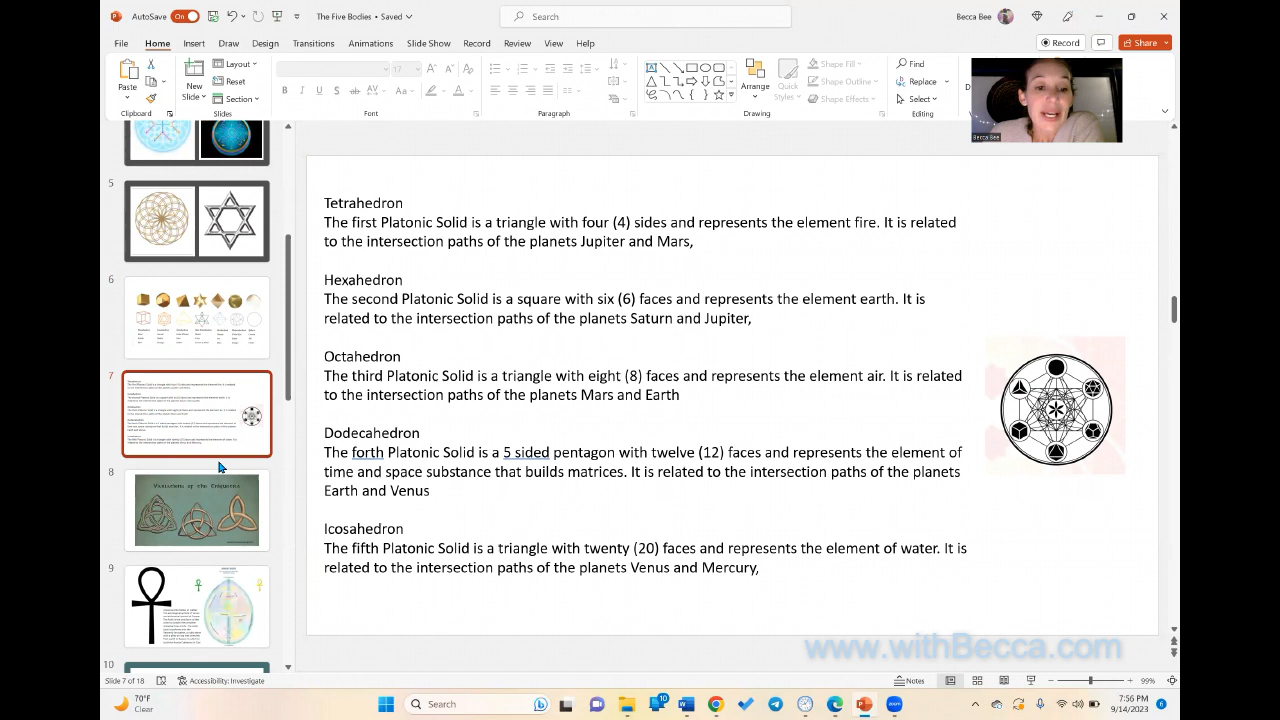 AutoSave On The Five Bodies • Saved Search Becca Bee
File Home Insert Draw Design Transitions Animations Slide Show Record Review View Help Record Share
Paste New Slide Layout Reset Section 17 Arrange Quick Styles Shape Fill Shape Outline Shape Effects Find Replace Select D
Clipboard Slides Font Paragraph Drawing Editing
Becca Bee
5
6
7
8
Variations of the Triquetra
9
10
Tetrahedron
The first Platonic Solid is a triangle with four (4) sides and represents the element fire. It is related
to the intersection paths of the planets Jupiter and Mars,
Hexahedron
The second Platonic Solid is a square with six (6) faces and represents the element earth. It is
related to the intersection paths of the planets Saturn and Jupiter,
Octahedron
The third Platonic Solid is a triangle with eight (8) faces and represents the element air. It is related
to the intersection paths of the planets Mars and Earth
Dodecahedron
The forth Platonic Solid is a 5 sided pentagon with twelve (12) faces and represents the element of
time and space substance that builds matrices. It is related to the intersection paths of the planets
Earth and Venus
Icosahedron
The fifth Platonic Solid is a triangle with twenty (20) faces and represents the element of water. It is
related to the intersection paths of the planets Venus and Mercury,
www.withBecca.com
Slide 7 of 18 Accessibility: Investigate Notes 99%
70°F
Clear
Search
10
7:56 PM
9/14/2023
6